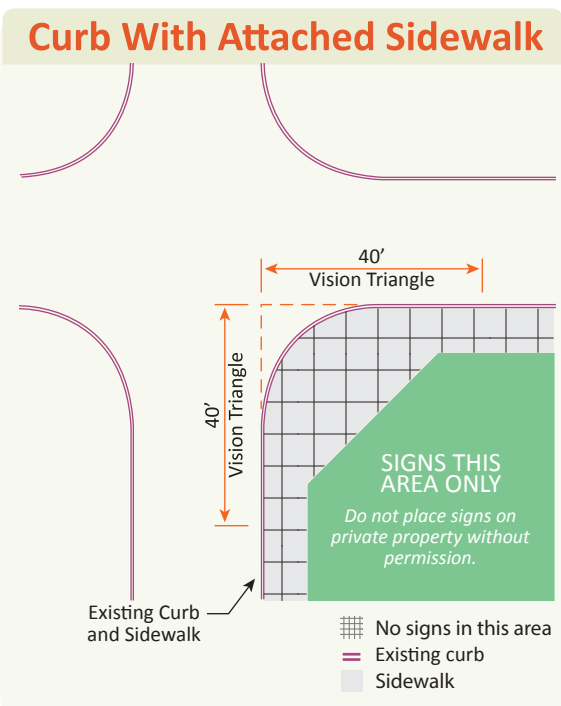 Curb With Attached Sidewalk
40’
Vision Triangle
40’
Vision Triangle
SIGNS THIS
AREA ONLY
Do not place signs on
private property without
permission.
Existing Curb
and Sidewalk
No signs in this area
Existing curb
Sidewalk